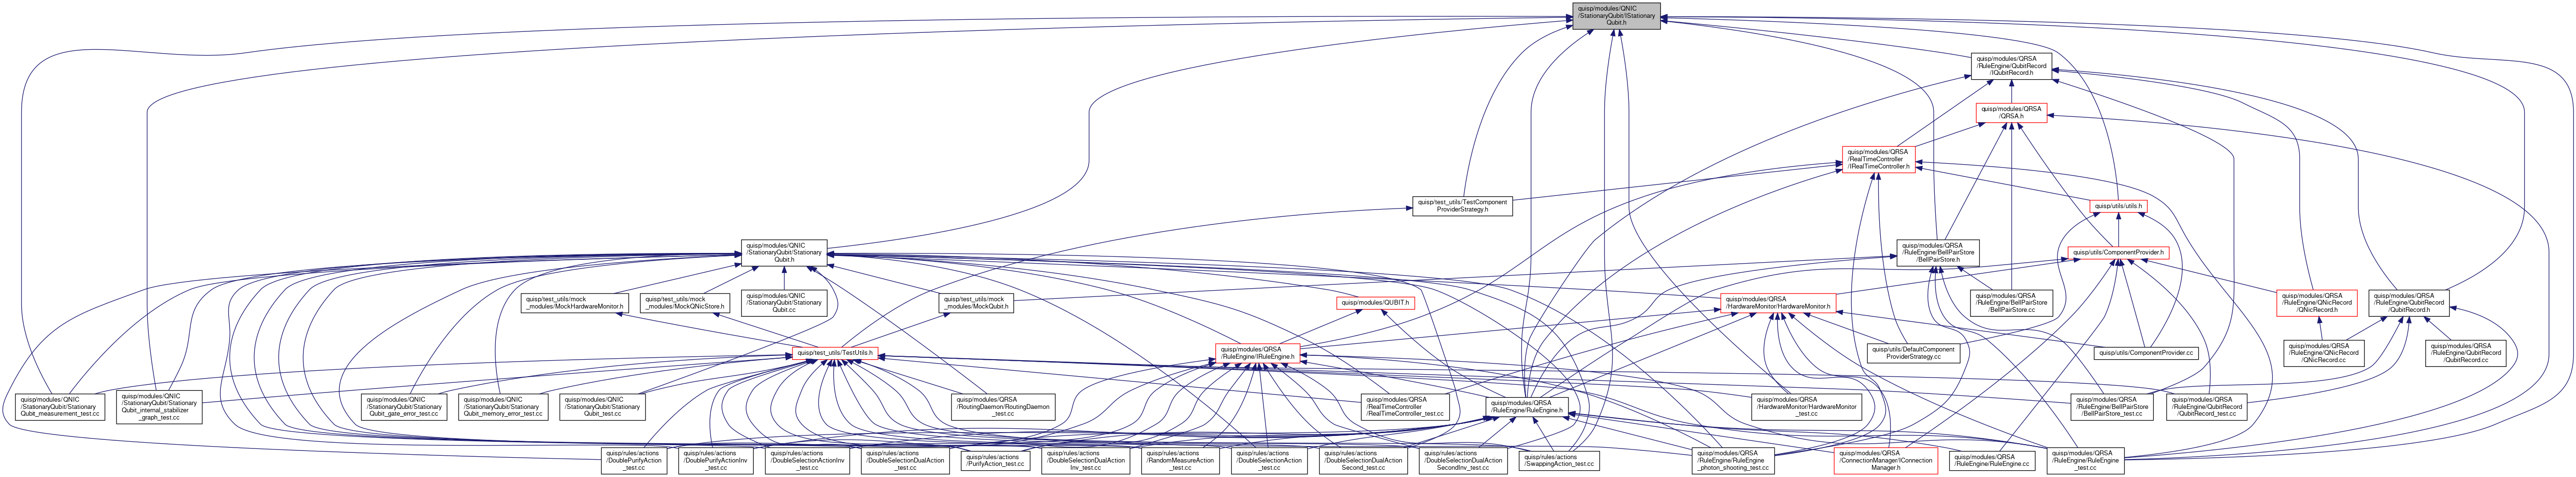 quisp/modules/QNIC
/StationaryQubit/IStationary
Qubit.h
quisp/modules/QRSA
/RuleEngine/QubitRecord
/IQubitRecord.h
quisp/modules/QRSA
/QRSA.h
quisp/modules/QRSA
/RealTimeController
/IRealTimeController.h
quisp/test_utils/TestComponent
ProviderStrategy.h
quisp/utils/utils.h
quisp/modules/QNIC
/StationaryQubit/Stationary
Qubit.h
quisp/modules/QRSA
/RuleEngine/BellPairStore
/BellPairStore.h
quisp/utils/ComponentProvider.h
quisp/test_utils/mock
_modules/MockHardwareMonitor.h
quisp/test_utils/mock
_modules/MockQNicStore.h
quisp/modules/QNIC
/StationaryQubit/Stationary
Qubit.cc
quisp/test_utils/mock
_modules/MockQubit.h
quisp/modules/QUBIT.h
quisp/modules/QRSA
/HardwareMonitor/HardwareMonitor.h
quisp/modules/QRSA
/RuleEngine/BellPairStore
/BellPairStore.cc
quisp/modules/QRSA
/RuleEngine/QNicRecord
/QNicRecord.h
quisp/modules/QRSA
/RuleEngine/QubitRecord
/QubitRecord.h
quisp/test_utils/TestUtils.h
quisp/modules/QRSA
/RuleEngine/IRuleEngine.h
quisp/utils/DefaultComponent
ProviderStrategy.cc
quisp/utils/ComponentProvider.cc
quisp/modules/QRSA
/RuleEngine/QNicRecord
/QNicRecord.cc
quisp/modules/QRSA
/RuleEngine/QubitRecord
/QubitRecord.cc
quisp/modules/QNIC
/StationaryQubit/Stationary
Qubit_measurement_test.cc
quisp/modules/QNIC
/StationaryQubit/Stationary
Qubit_internal_stabilizer
_graph_test.cc
quisp/modules/QNIC
/StationaryQubit/Stationary
Qubit_gate_error_test.cc
quisp/modules/QNIC
/StationaryQubit/Stationary
Qubit_memory_error_test.cc
quisp/modules/QNIC
/StationaryQubit/Stationary
Qubit_test.cc
quisp/modules/QRSA
/RoutingDaemon/RoutingDaemon
_test.cc
quisp/modules/QRSA
/RealTimeController
/RealTimeController_test.cc
quisp/modules/QRSA
/RuleEngine/RuleEngine.h
quisp/modules/QRSA
/HardwareMonitor/HardwareMonitor
_test.cc
quisp/modules/QRSA
/RuleEngine/BellPairStore
/BellPairStore_test.cc
quisp/modules/QRSA
/RuleEngine/QubitRecord
/QubitRecord_test.cc
quisp/rules/actions
/DoublePurifyAction
_test.cc
quisp/rules/actions
/DoublePurifyActionInv
_test.cc
quisp/rules/actions
/DoubleSelectionActionInv
_test.cc
quisp/rules/actions
/DoubleSelectionDualAction
_test.cc
quisp/rules/actions
/PurifyAction_test.cc
quisp/rules/actions
/DoubleSelectionDualAction
Inv_test.cc
quisp/rules/actions
/RandomMeasureAction
_test.cc
quisp/rules/actions
/DoubleSelectionAction
_test.cc
quisp/rules/actions
/DoubleSelectionDualAction
Second_test.cc
quisp/rules/actions
/DoubleSelectionDualAction
SecondInv_test.cc
quisp/rules/actions
/SwappingAction_test.cc
quisp/modules/QRSA
/RuleEngine/RuleEngine
_photon_shooting_test.cc
quisp/modules/QRSA
/ConnectionManager/IConnection
Manager.h
quisp/modules/QRSA
/RuleEngine/RuleEngine.cc
quisp/modules/QRSA
/RuleEngine/RuleEngine
_test.cc